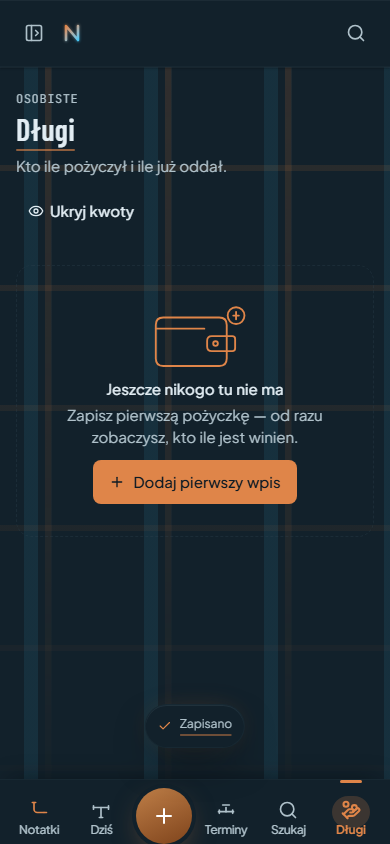 N
OSOBISTE
Długi
Kto ile pożyczył i ile już oddał.
Ukryj kwoty
Jeszcze nikogo tu nie ma
Zapisz pierwszą pożyczkę — od razu
zobaczysz, kto ile jest winien.
+ Dodaj pierwszy wpis
Zapisano
Notatki
Dziś
+
Terminy
Szukaj
Długi